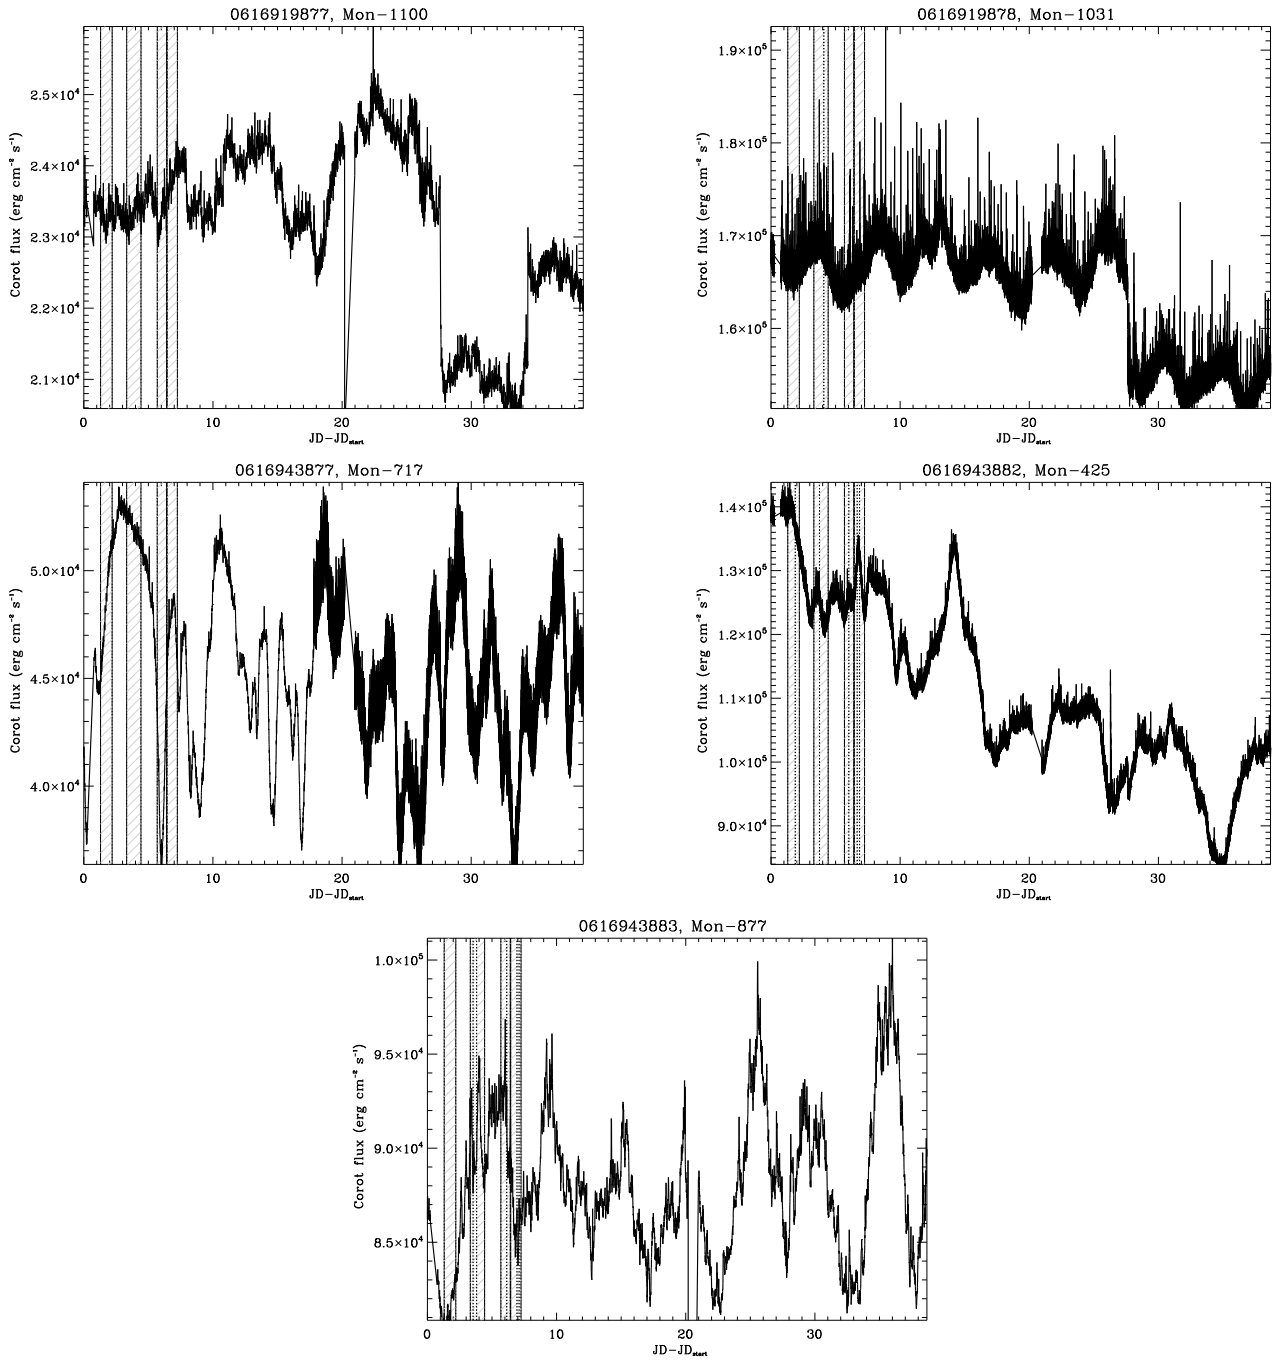 0616919877, Mon-1100
Corot flux (erg cm⁻² s⁻¹)
2.5×10⁴
2.4×10⁴
2.3×10⁴
2.2×10⁴
2.1×10⁴
0 10 20 30
JD-JDstart
0616919878, Mon-1031
Corot flux (erg cm⁻² s⁻¹)
1.9×10⁵
1.8×10⁵
1.7×10⁵
1.6×10⁵
0 10 20 30
JD-JDstart
0616943877, Mon-717
Corot flux (erg cm⁻² s⁻¹)
5.0×10⁴
4.5×10⁴
4.0×10⁴
0 10 20 30
JD-JDstart
0616943882, Mon-425
Corot flux (erg cm⁻² s⁻¹)
1.4×10⁵
1.3×10⁵
1.2×10⁵
1.1×10⁵
1.0×10⁵
9.0×10⁴
0 10 20 30
JD-JDstart
0616943883, Mon-877
Corot flux (erg cm⁻² s⁻¹)
1.0×10⁵
9.5×10⁴
9.0×10⁴
8.5×10⁴
0 10 20 30
JD-JDstart